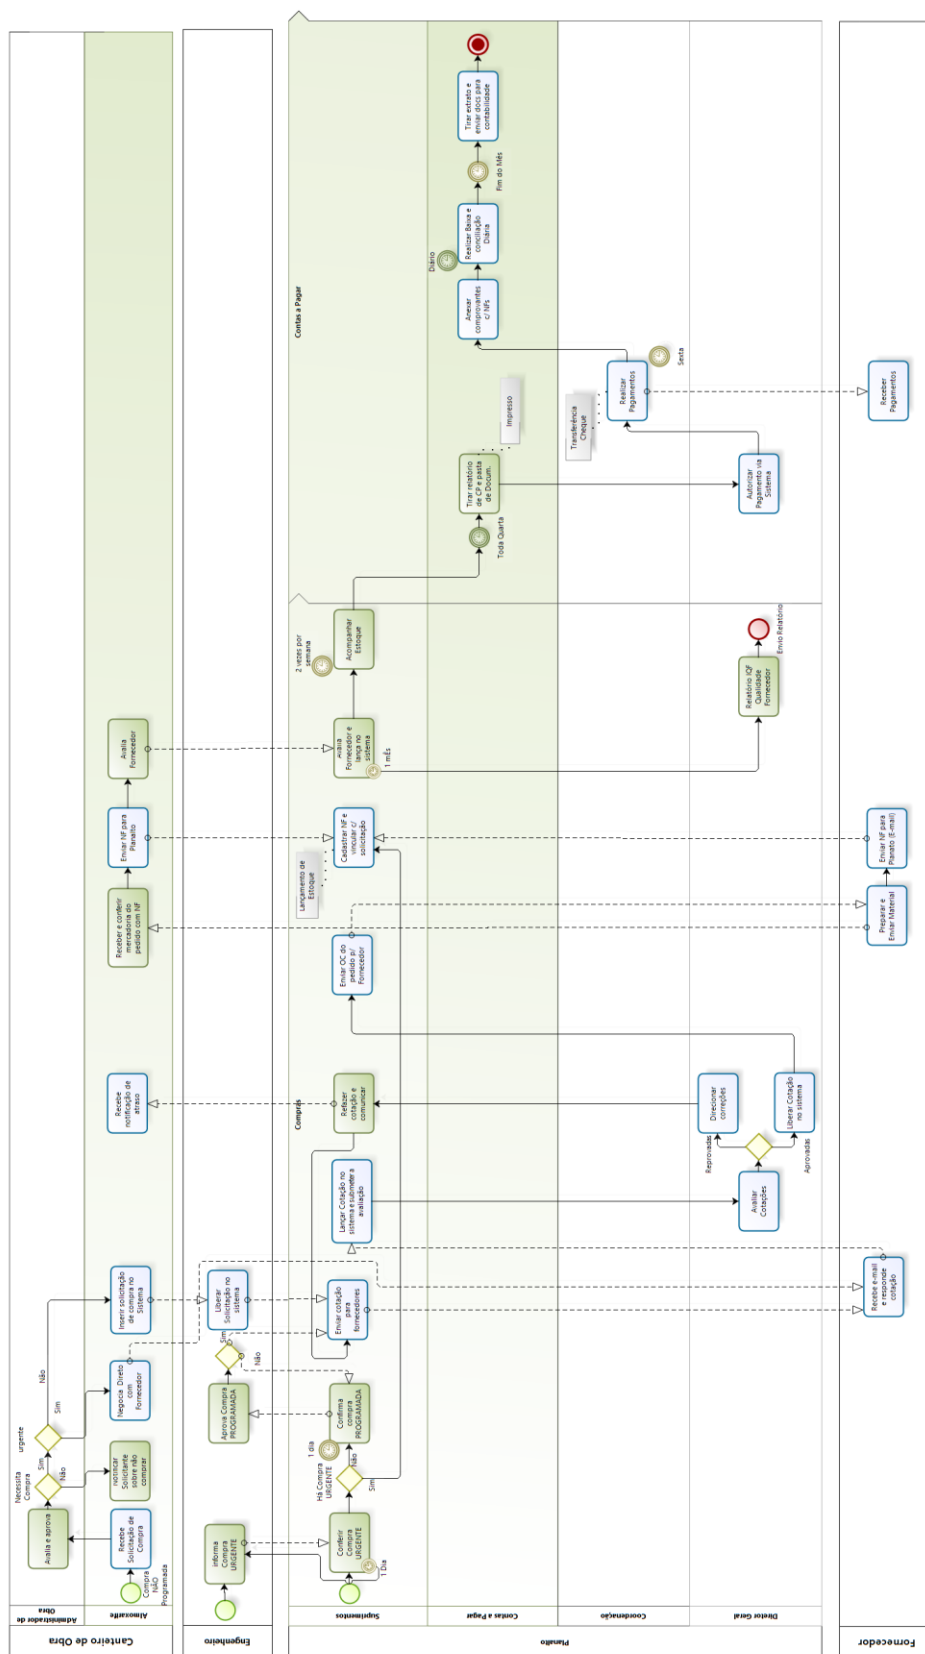 Canteiro de Obra
Administrador de
Obra
Almoxarife
Compra
NÃO
Programada
Recebe
Solicitação de
Compra
Avalia e aprova
Necessita
Compra
Sim
Não
notificar
Solicitante
sobre não
comprar
urgente
Sim
Não
Negocia Direto
com
Fornecedor
Inserir solicitação
de compra no
Sistema
Recebe
notificação de
atraso
Receber e conferir
mercadoria do
pedido com NF
Enviar NF para
Planalto
Avalia
Fornecedor
Engenheiro
informa
Compra
URGENTE
Aprova Compra
PROGRAMADA
Sim
Não
Liberar
Solicitação no
sistema
Planalto
Suprimentos
Contas a Pagar
Coordenação
Diretor Geral
Compras
Contas a Pagar
Conferir
Compra
URGENTE
1 Dia
Há Compra
URGENTE
Não
Sim
1 dia
Confirma
compra
PROGRAMADA
Enviar cotação
para
fornecedores
Lançar Cotação no
sistema e submeter a
avaliação
Refazer
cotação e
comunicar
Enviar OC do
pedido p/
Fornecedor
Lançamento de
Estoque
Cadastrar NF e
vincular c/
solicitação
Avalia
Fornecedor e
lança no
sistema
1 mÊs
2 vezes por
semana
Acompanhar
Estoque
Avaliar
Cotações
Reprovadas
Aprovadas
Direcionar
correções
Liberar Cotação
no sistema
Relatório IQF
Qualidade
Fornecedor
Envio Relatório
Toda Quarta
Tirar relatório
de CP e pasta
de Docum.
Impresso
Autorizar
Pagamento via
Sistema
Transferência
Cheque
Realizar
Pagamentos
Sexta
Anexar
comprovantes
c/ NFs
Diário
Realizar Baixa e
conciliação
Diária
Fim do Mês
Tirar extrato e
enviar docs para
contabilidade
Fornecedor
Recebe e-mail
e responde
cotação
Preparar e
Enviar Material
Enviar NF para
Planato (E-mail)
Receber
Pagamentos